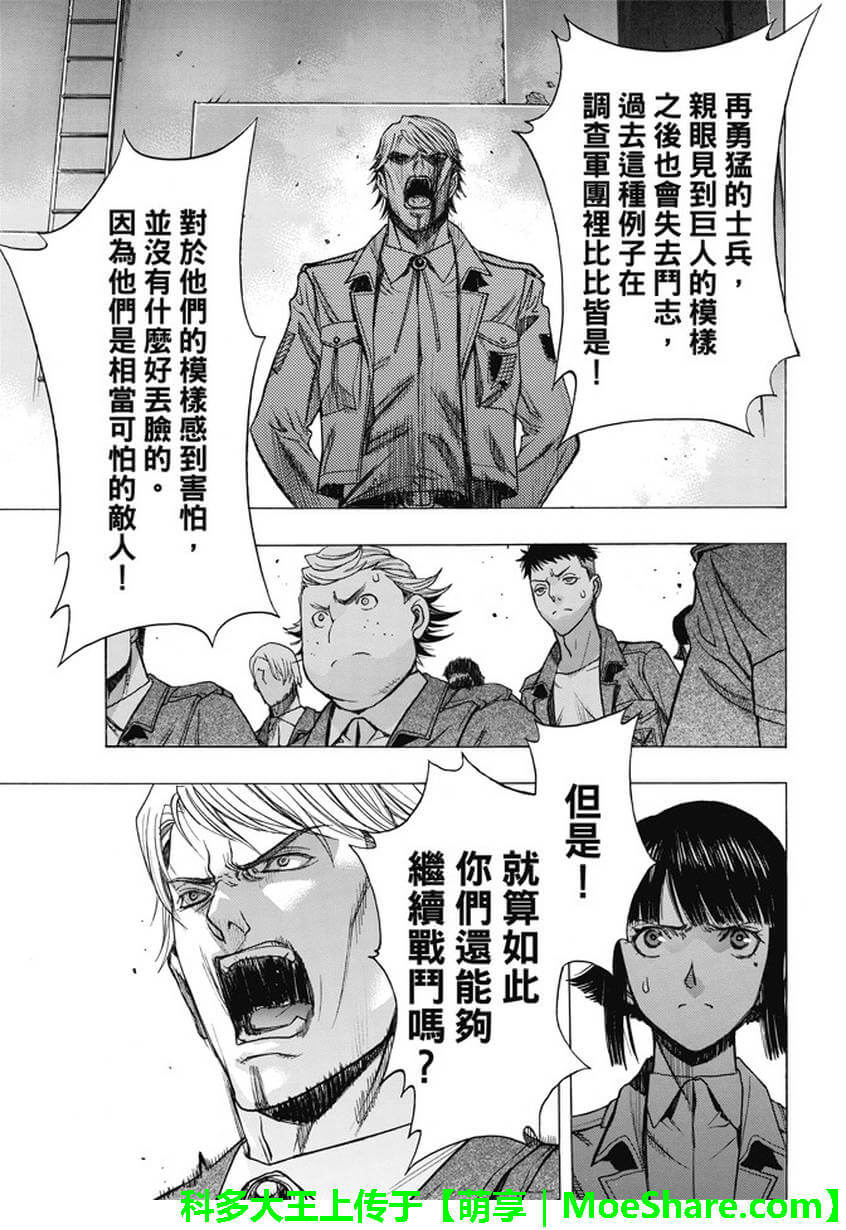 再勇猛的士兵，
親眼見到巨人的模樣
之後也會失去鬥志，
過去這種例子在
調查軍團裡比比皆是！
對於他們的模樣感到害怕，
並沒有什麼好丟臉的。
因為他們是相當可怕的敵人！
但是！
就算如此
你們還能夠
繼續戰鬥嗎？
科多大王上传于【萌享｜MoeShare.com】